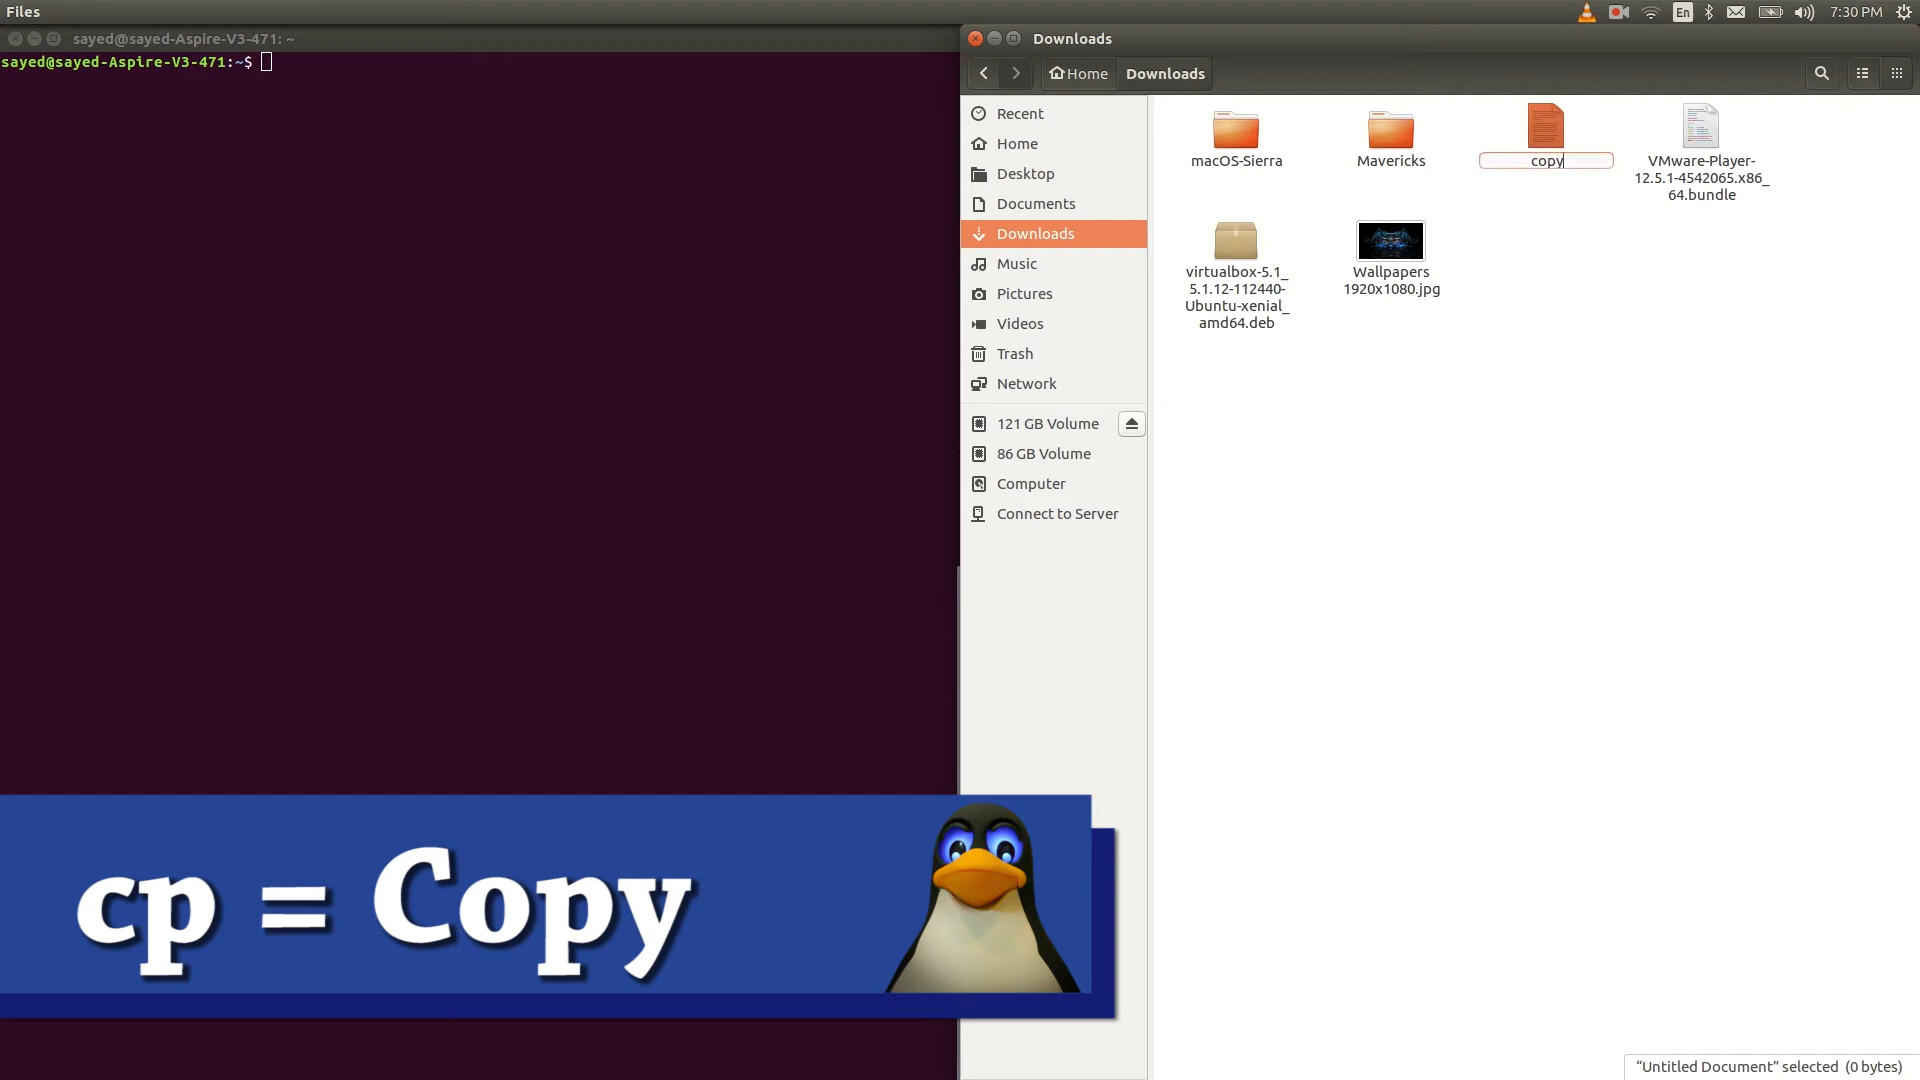 Files
En
7:30 PM
sayed@sayed-Aspire-V3-471: ~
sayed@sayed-Aspire-V3-471:~$
Downloads
Home
Downloads
Recent
Home
Desktop
Documents
Downloads
Music
Pictures
Videos
Trash
Network
121 GB Volume
86 GB Volume
Computer
Connect to Server
macOS-Sierra
Mavericks
copy
VMware-Player-
12.5.1-4542065.x86_
64.bundle
virtualbox-5.1_
5.1.12-112440-
Ubuntu-xenial_
amd64.deb
Wallpapers
1920x1080.jpg
cp = Copy
“Untitled Document” selected (0 bytes)